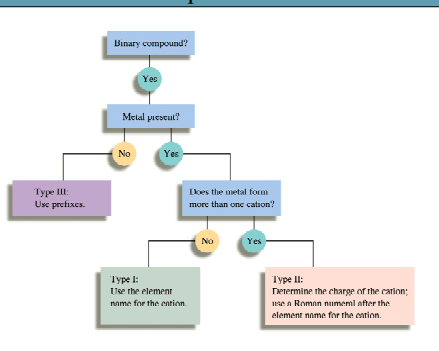 Binary compound?
Yes
Metal present?
No
Yes
Type III:
Use prefixes.
Does the metal form
more than one cation?
No
Yes
Type I:
Use the element
name for the cation.
Type II:
Determine the charge of the cation;
use a Roman numeral after the
element name for the cation.